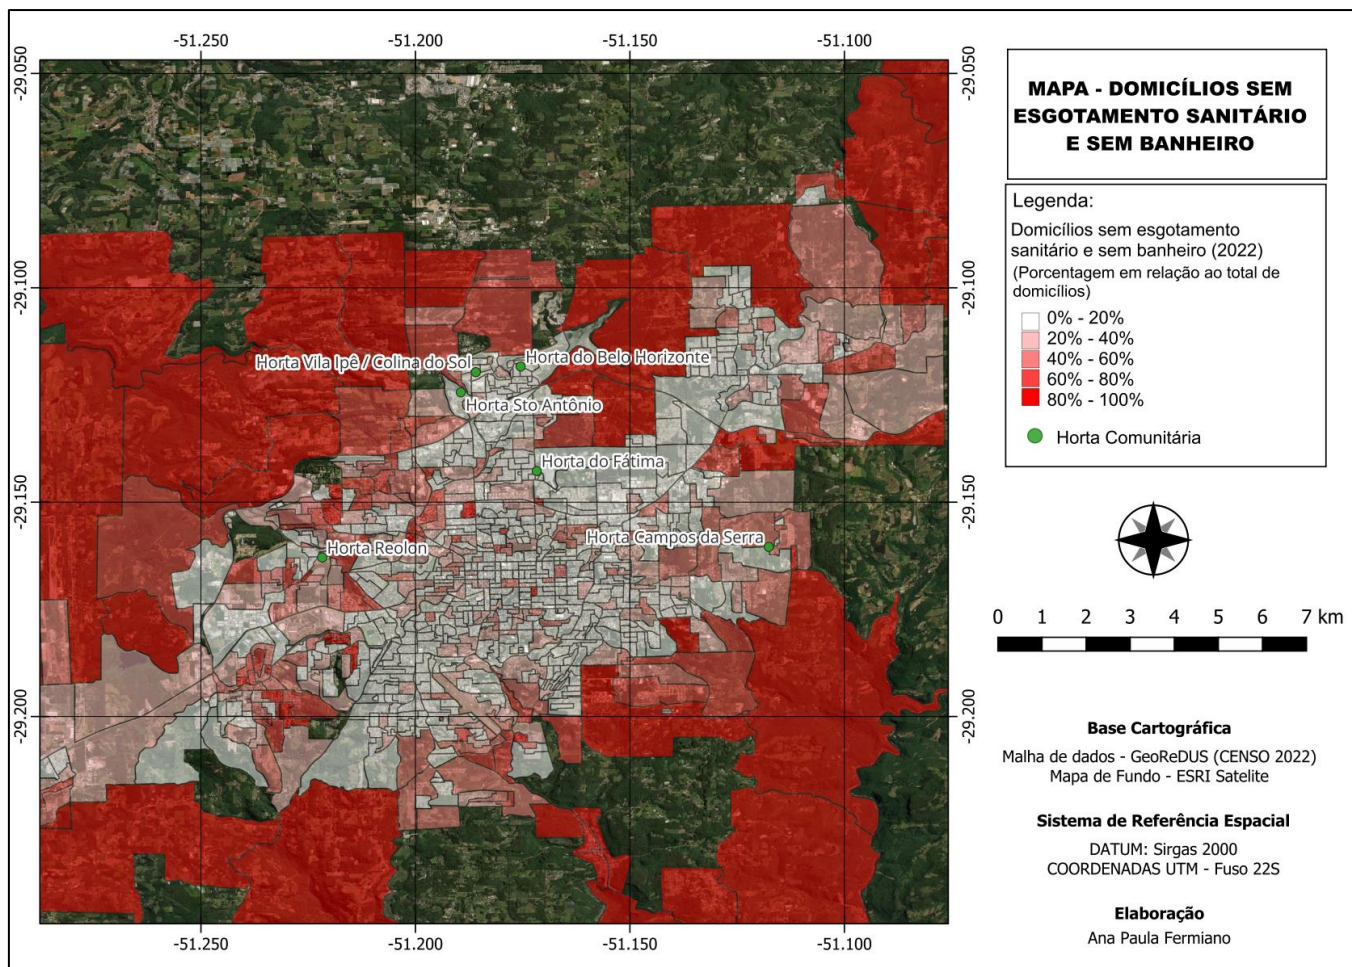 -51.250
-51.200
-51.150
-51.100
-29.050
-29.050
-29.100
-29.100
-29.150
-29.150
-29.200
-29.200
Horta Vila Ipê / Colina do Sol
Horta do Belo Horizonte
Horta Sto Antônio
Horta do Fátima
Horta Campos da Serra
Horta Reolon
-51.250
-51.200
-51.150
-51.100
MAPA - DOMICÍLIOS SEM
ESGOTAMENTO SANITÁRIO
E SEM BANHEIRO
Legenda:
Domicílios sem esgotamento
sanitário e sem banheiro (2022)
(Porcentagem em relação ao total de
domicílios)
0% - 20%
20% - 40%
40% - 60%
60% - 80%
80% - 100%
Horta Comunitária
0 1 2 3 4 5 6 7 km
Base Cartográfica
Malha de dados - GeoReDUS (CENSO 2022)
Mapa de Fundo - ESRI Satelite
Sistema de Referência Espacial
DATUM: Sirgas 2000
COORDENADAS UTM - Fuso 22S
Elaboração
Ana Paula Fermiano